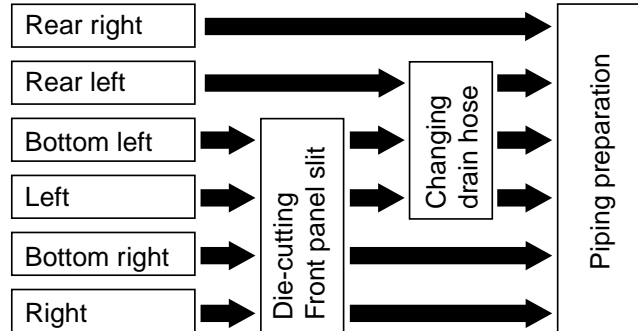 Rear right
Rear left
Bottom left
Left
Bottom right
Right
Die-cutting
Front panel slit
Changing
drain hose
Piping preparation